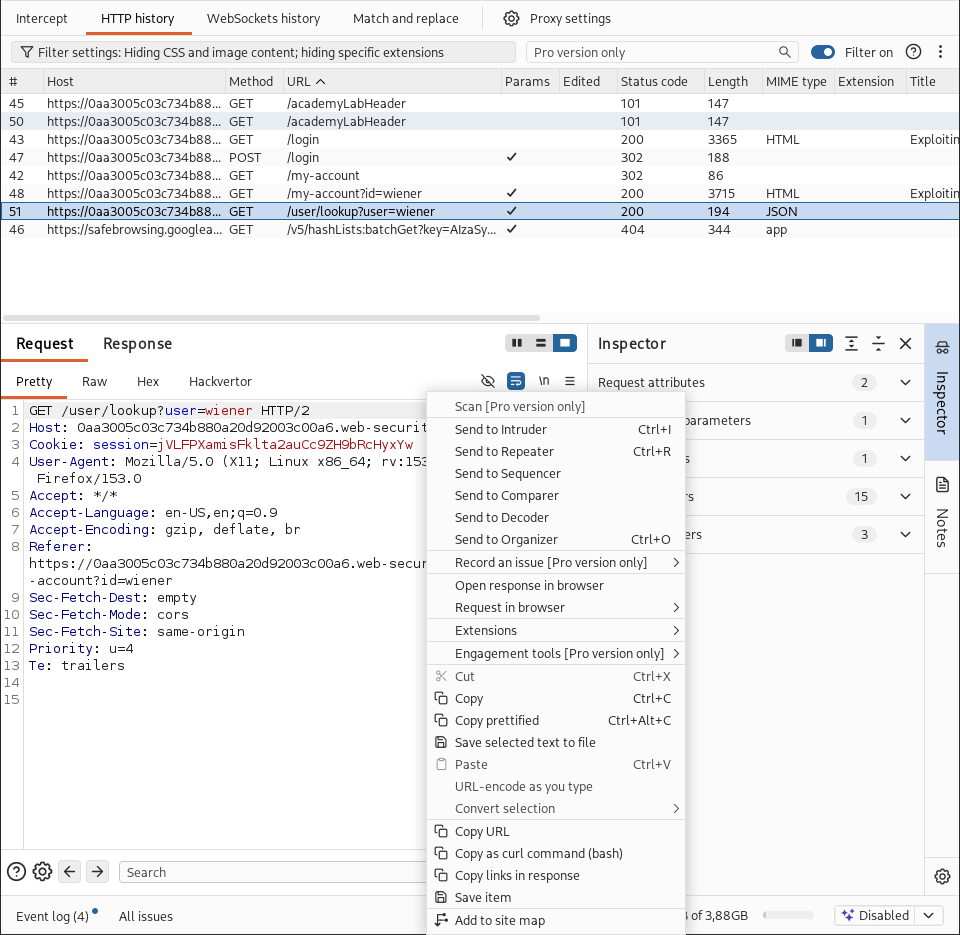 Intercept HTTP history WebSockets history Match and replace Proxy settings
Filter settings: Hiding CSS and image content; hiding specific extensions Pro version only Filter on
# Host Method URL Params Edited Status code Length MIME type Extension Title
45 https://0aa3005c03c734b88... GET /academyLabHeader 101 147
50 https://0aa3005c03c734b88... GET /academyLabHeader 101 147
43 https://0aa3005c03c734b88... GET /login 200 3365 HTML Exploitin
47 https://0aa3005c03c734b88... POST /login ✓ 302 188
42 https://0aa3005c03c734b88... GET /my-account 302 86
48 https://0aa3005c03c734b88... GET /my-account?id=wiener ✓ 200 3715 HTML Exploitin
51 https://0aa3005c03c734b88... GET /user/lookup?user=wiener ✓ 200 194 JSON
46 https://safebrowsing.googlea... GET /v5/hashLists:batchGet?key=AIzaSy... ✓ 404 344 app
Request Response
Pretty Raw Hex Hackvertor \n
1 GET /user/lookup?user=wiener HTTP/2
2 Host: 0aa3005c03c734b880a20d92003c00a6.web-securit
3 Cookie: session=jVLFPXamisFklta2auCc9ZH9bRcHyxYw
4 User-Agent: Mozilla/5.0 (X11; Linux x86_64; rv:153
Firefox/153.0
5 Accept: */*
6 Accept-Language: en-US,en;q=0.9
7 Accept-Encoding: gzip, deflate, br
8 Referer:
https://0aa3005c03c734b880a20d92003c00a6.web-secur
-account?id=wiener
9 Sec-Fetch-Dest: empty
10 Sec-Fetch-Mode: cors
11 Sec-Fetch-Site: same-origin
12 Priority: u=4
13 Te: trailers
14
15
Scan [Pro version only]
Send to Intruder Ctrl+I
Send to Repeater Ctrl+R
Send to Sequencer
Send to Comparer
Send to Decoder
Send to Organizer Ctrl+O
Record an issue [Pro version only]
Open response in browser
Request in browser
Extensions
Engagement tools [Pro version only]
Cut Ctrl+X
Copy Ctrl+C
Copy prettified Ctrl+Alt+C
Save selected text to file
Paste Ctrl+V
URL-encode as you type
Convert selection
Copy URL
Copy as curl command (bash)
Copy links in response
Save item
Add to site map
Inspector
Request attributes 2
parameters 1
s 1
rs 15
ers 3
Inspector
Notes
Search
Event log (4) All issues
of 3,88GB Disabled